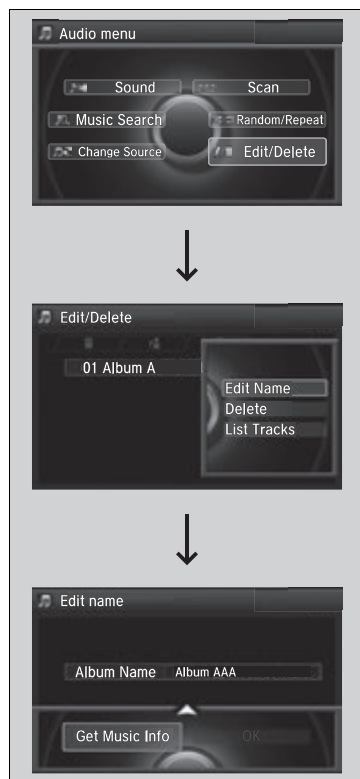 Audio menu
Sound Scan
Music Search Random/Repeat
Change Source Edit/Delete
Edit/Delete
01 Album A
Edit Name
Delete
List Tracks
Edit name
Album Name Album AAA
Get Music Info OK